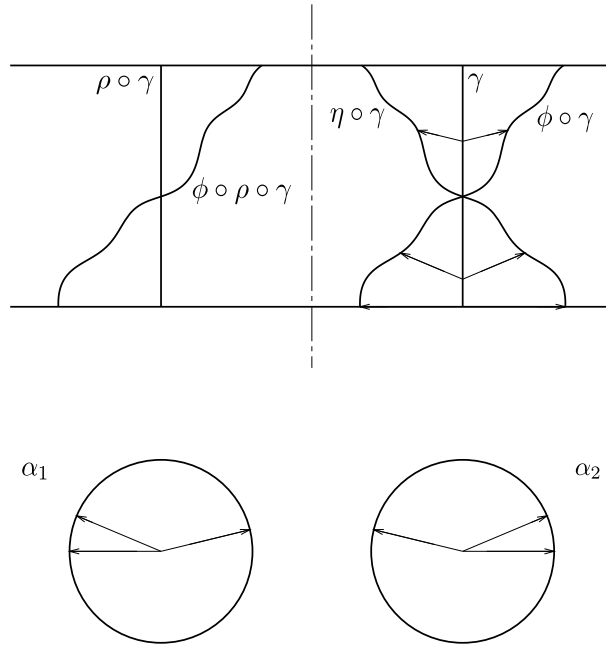 ρ ∘ γ
γ
η ∘ γ
ϕ ∘ γ
ϕ ∘ ρ ∘ γ
α₁
α₂